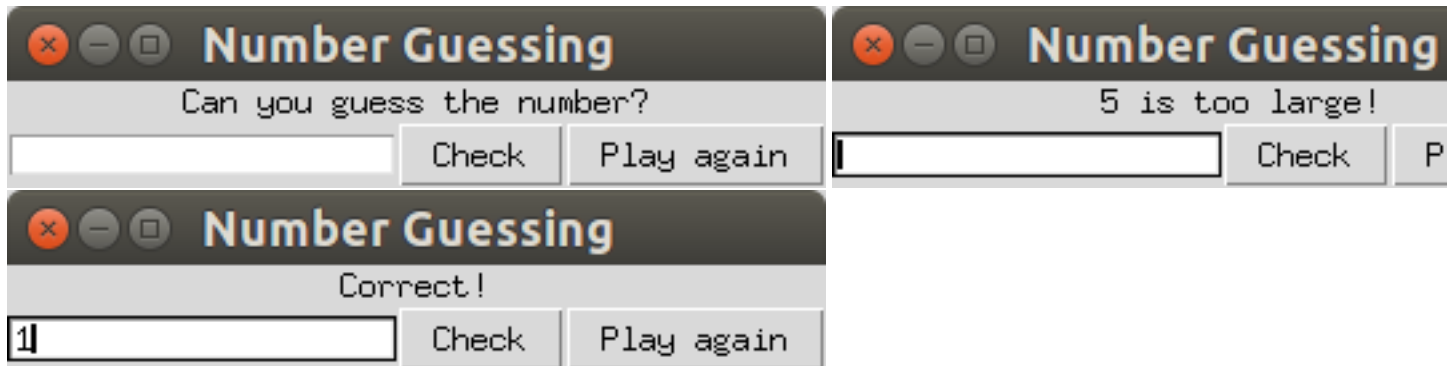 Number Guessing
Can you guess the number?
Check Play again
Number Guessing
5 is too large!
Check P
Number Guessing
Correct!
1 Check Play again